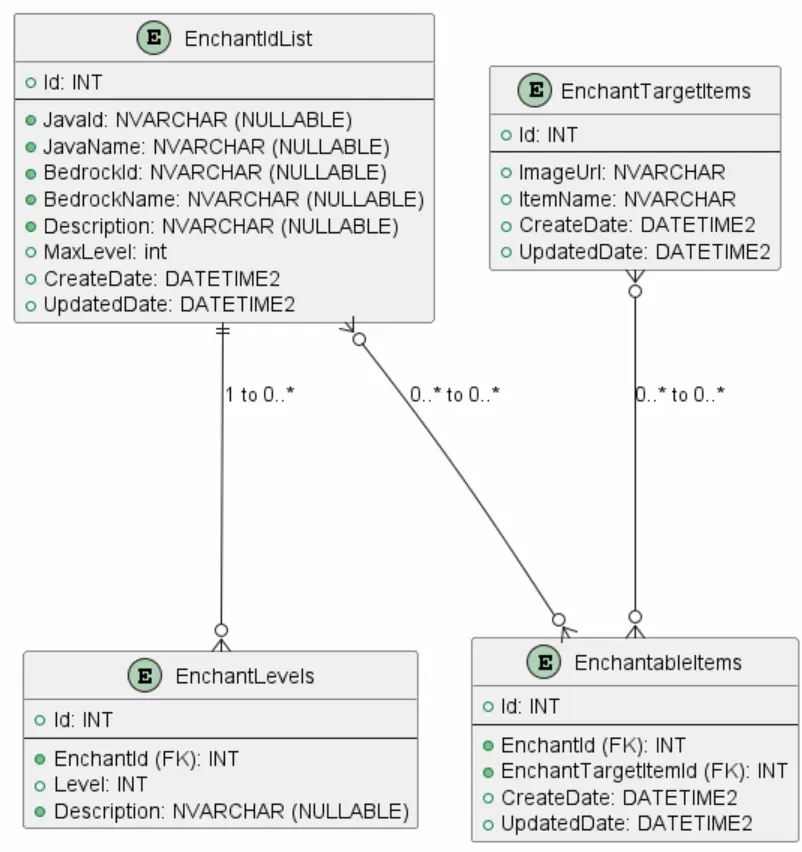 E EnchantIdList
Id: INT
JavaId: NVARCHAR (NULLABLE)
JavaName: NVARCHAR (NULLABLE)
BedrockId: NVARCHAR (NULLABLE)
BedrockName: NVARCHAR (NULLABLE)
Description: NVARCHAR (NULLABLE)
MaxLevel: int
CreateDate: DATETIME2
UpdatedDate: DATETIME2
E EnchantTargetItems
Id: INT
ImageUrl: NVARCHAR
ItemName: NVARCHAR
CreateDate: DATETIME2
UpdatedDate: DATETIME2
1 to 0..*
0..* to 0..*
0..* to 0..*
E EnchantLevels
Id: INT
EnchantId (FK): INT
Level: INT
Description: NVARCHAR (NULLABLE)
E EnchantableItems
Id: INT
EnchantId (FK): INT
EnchantTargetItemId (FK): INT
CreateDate: DATETIME2
UpdatedDate: DATETIME2